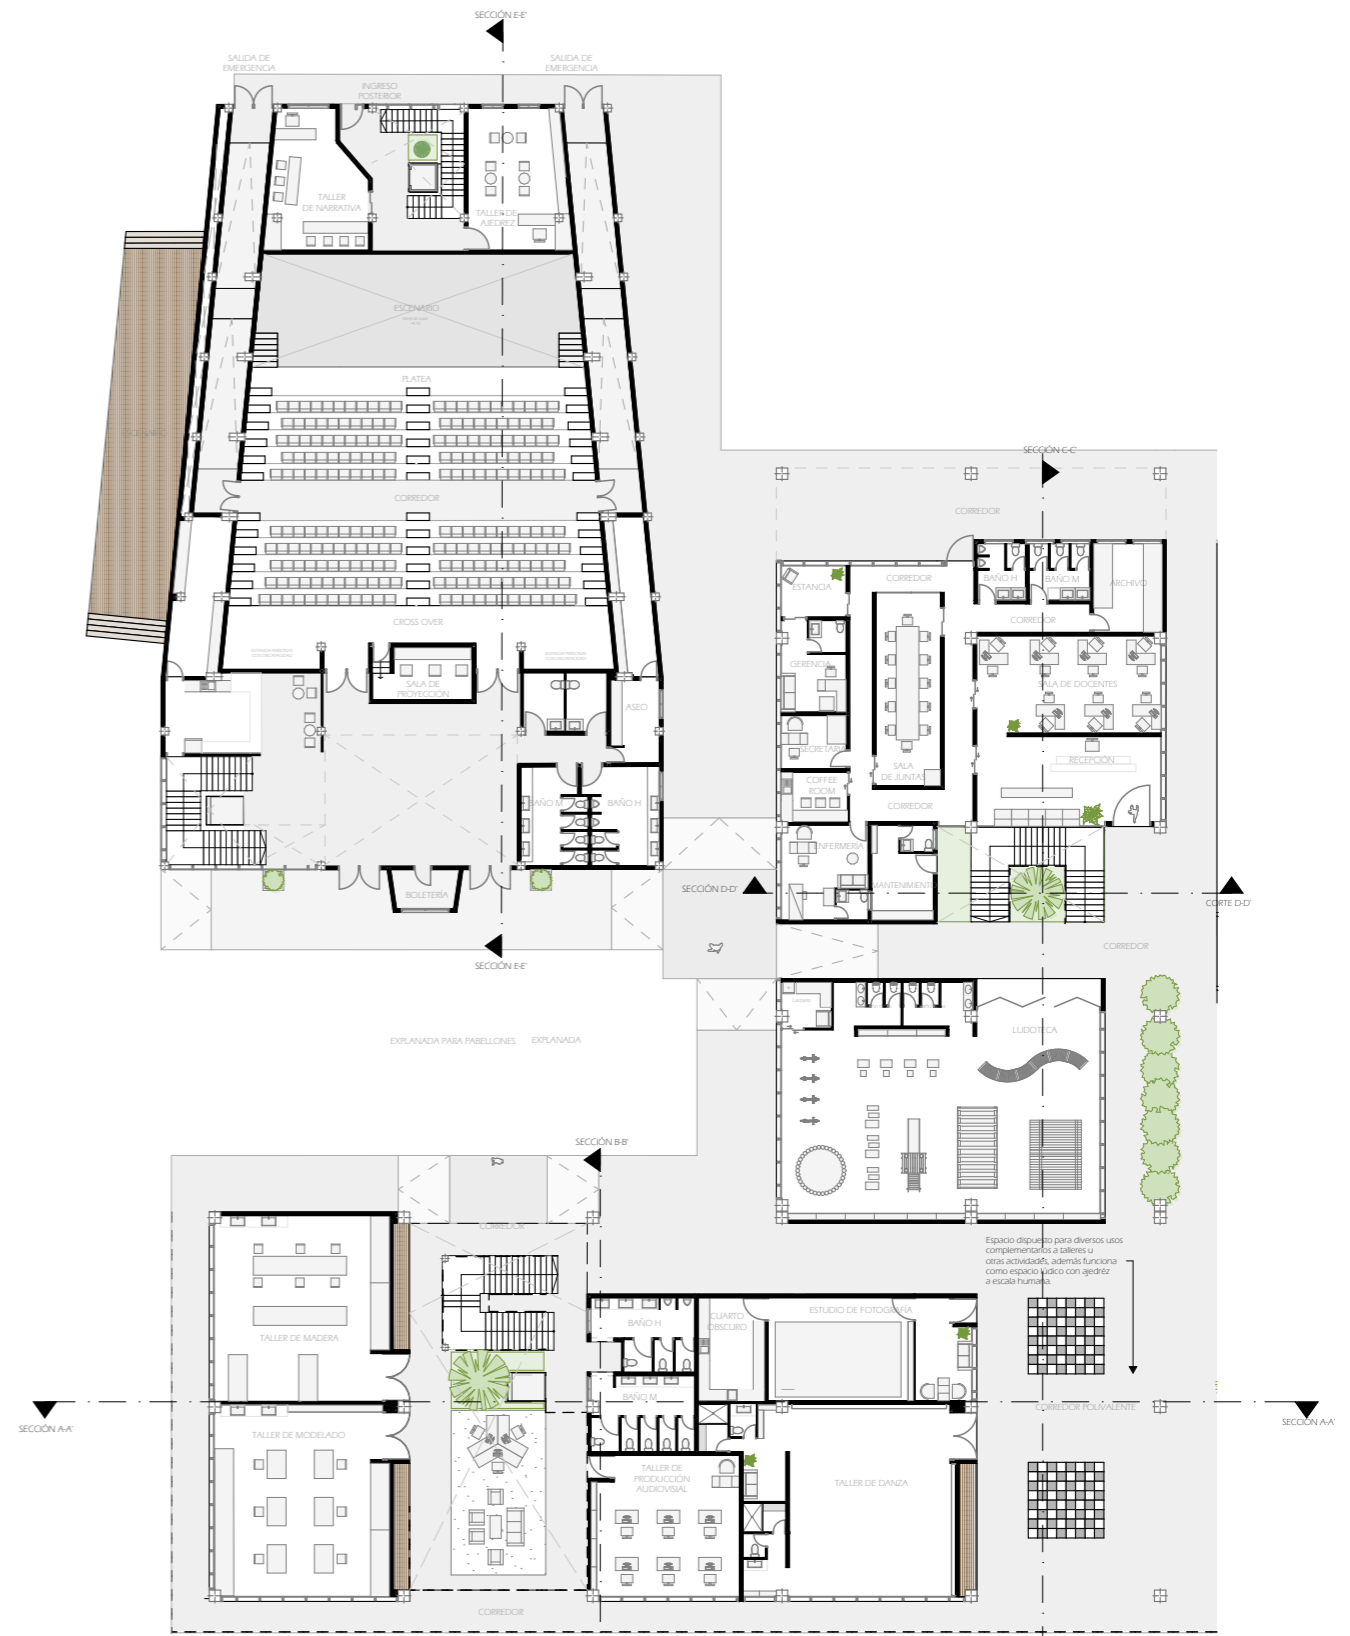 SECCIÓN E-E'
SALIDA DE
EMERGENCIA
SALIDA DE
EMERGENCIA
INGRESO
POSTERIOR
TALLER
DE NARRATIVA
TALLER DE
AJEDREZ
ESCENARIO
PLATEA
ESCENARIO
CORREDOR
CROSS OVER
SALA DE
PROYECCIÓN
ASEO
BAÑO M
BAÑO H
BOLETERÍA
SECCIÓN E-E'
SECCIÓN C-C'
CORREDOR
ESTANCIA
CORREDOR
BAÑO H
BAÑO M
ARCHIVO
CORREDOR
GERENCIA
SALA DE DOCENTES
SECRETARIA
SALA
DE JUNTAS
RECEPCIÓN
COFFEE
ROOM
CORREDOR
ENFERMERIA
MANTENIMIENTO
SECCIÓN D-D'
CORTE D-D'
CORREDOR
LUDOTECA
EXPLANADA PARA PABELLONES
EXPLANADA
SECCIÓN B-B'
CORREDOR
Espacio dispuesto para diversos usos
complementarios a talleres u
otras actividades, además funciona
como espacio lúdico con ajedréz
a escala humana.
TALLER DE MADERA
BAÑO H
CUARTO
OBSCURO
ESTUDIO DE FOTOGRAFÍA
BAÑO M
CORREDOR POLIVALENTE
SECCIÓN A-A'
SECCIÓN A-A'
TALLER DE MODELADO
TALLER DE
PRODUCCIÓN
AUDIOVISIAL
TALLER DE DANZA
CORREDOR